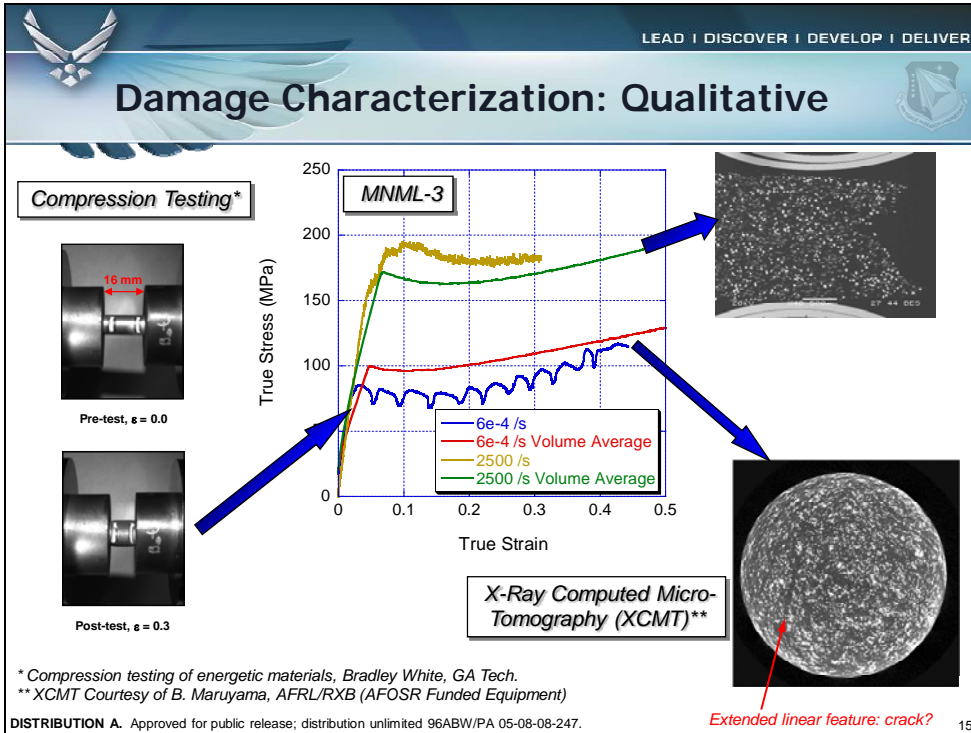 LEAD I DISCOVER I DEVELOP I DELIVER
Damage Characterization: Qualitative
Compression Testing*
16 mm
Pre-test, ε = 0.0
Post-test, ε = 0.3
MNML-3
250
200
150
100
0
True Stress (MPa)
6e-4 /s
6e-4 /s Volume Average
2500 /s
2500 /s Volume Average
0 0.1 0.2 0.3 0.4 0.5
True Strain
27 44 BES
X-Ray Computed Micro-
Tomography (XCMT)**
* Compression testing of energetic materials, Bradley White, GA Tech.
** XCMT Courtesy of B. Maruyama, AFRL/RXB (AFOSR Funded Equipment)
DISTRIBUTION A. Approved for public release; distribution unlimited 96ABW/PA 05-08-08-247.
Extended linear feature: crack?
15